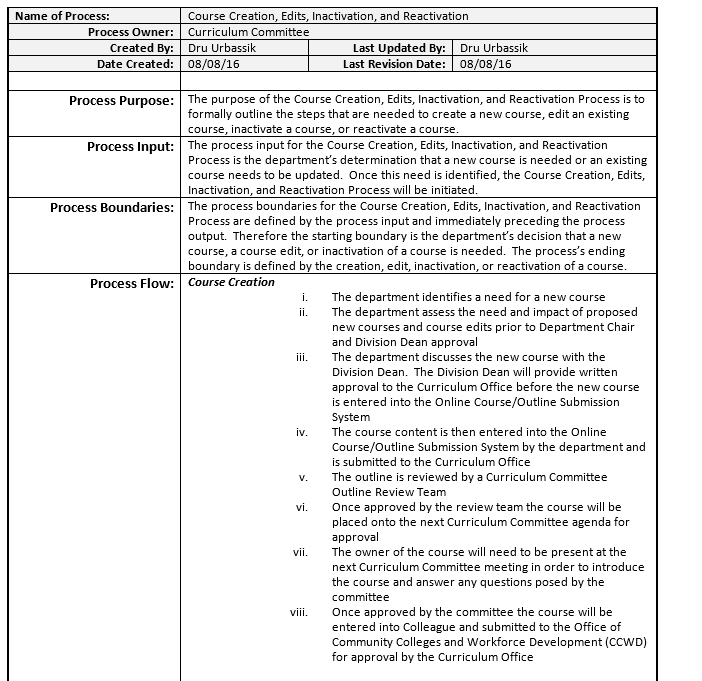 Name of Process: Course Creation, Edits, Inactivation, and Reactivation
Process Owner: Curriculum Committee
Created By: Dru Urbassik Last Updated By: Dru Urbassik
Date Created: 08/08/16 Last Revision Date: 08/08/16
Process Purpose: The purpose of the Course Creation, Edits, Inactivation, and Reactivation Process is to
formally outline the steps that are needed to create a new course, edit an existing
course, inactivate a course, or reactivate a course.
Process Input: The process input for the Course Creation, Edits, Inactivation, and Reactivation
Process is the department's determination that a new course is needed or an existing
course needs to be updated. Once this need is identified, the Course Creation, Edits,
Inactivation, and Reactivation Process will be initiated.
Process Boundaries: The process boundaries for the Course Creation, Edits, Inactivation, and Reactivation
Process are defined by the process input and immediately preceding the process
output. Therefore the starting boundary is the department's decision that a new
course, a course edit, or inactivation of a course is needed. The process's ending
boundary is defined by the creation, edit, inactivation, or reactivation of a course.
Process Flow: Course Creation
i. The department identifies a need for a new course
ii. The department assess the need and impact of proposed
new courses and course edits prior to Department Chair
and Division Dean approval
iii. The department discusses the new course with the
Division Dean. The Division Dean will provide written
approval to the Curriculum Office before the new course
is entered into the Online Course/Outline Submission
System
iv. The course content is then entered into the Online
Course/Outline Submission System by the department and
is submitted to the Curriculum Office
v. The outline is reviewed by a Curriculum Committee
Outline Review Team
vi. Once approved by the review team the course will be
placed onto the next Curriculum Committee agenda for
approval
vii. The owner of the course will need to be present at the
next Curriculum Committee meeting in order to introduce
the course and answer any questions posed by the
committee
viii. Once approved by the committee the course will be
entered into Colleague and submitted to the Office of
Community Colleges and Workforce Development (CCWD)
for approval by the Curriculum Office